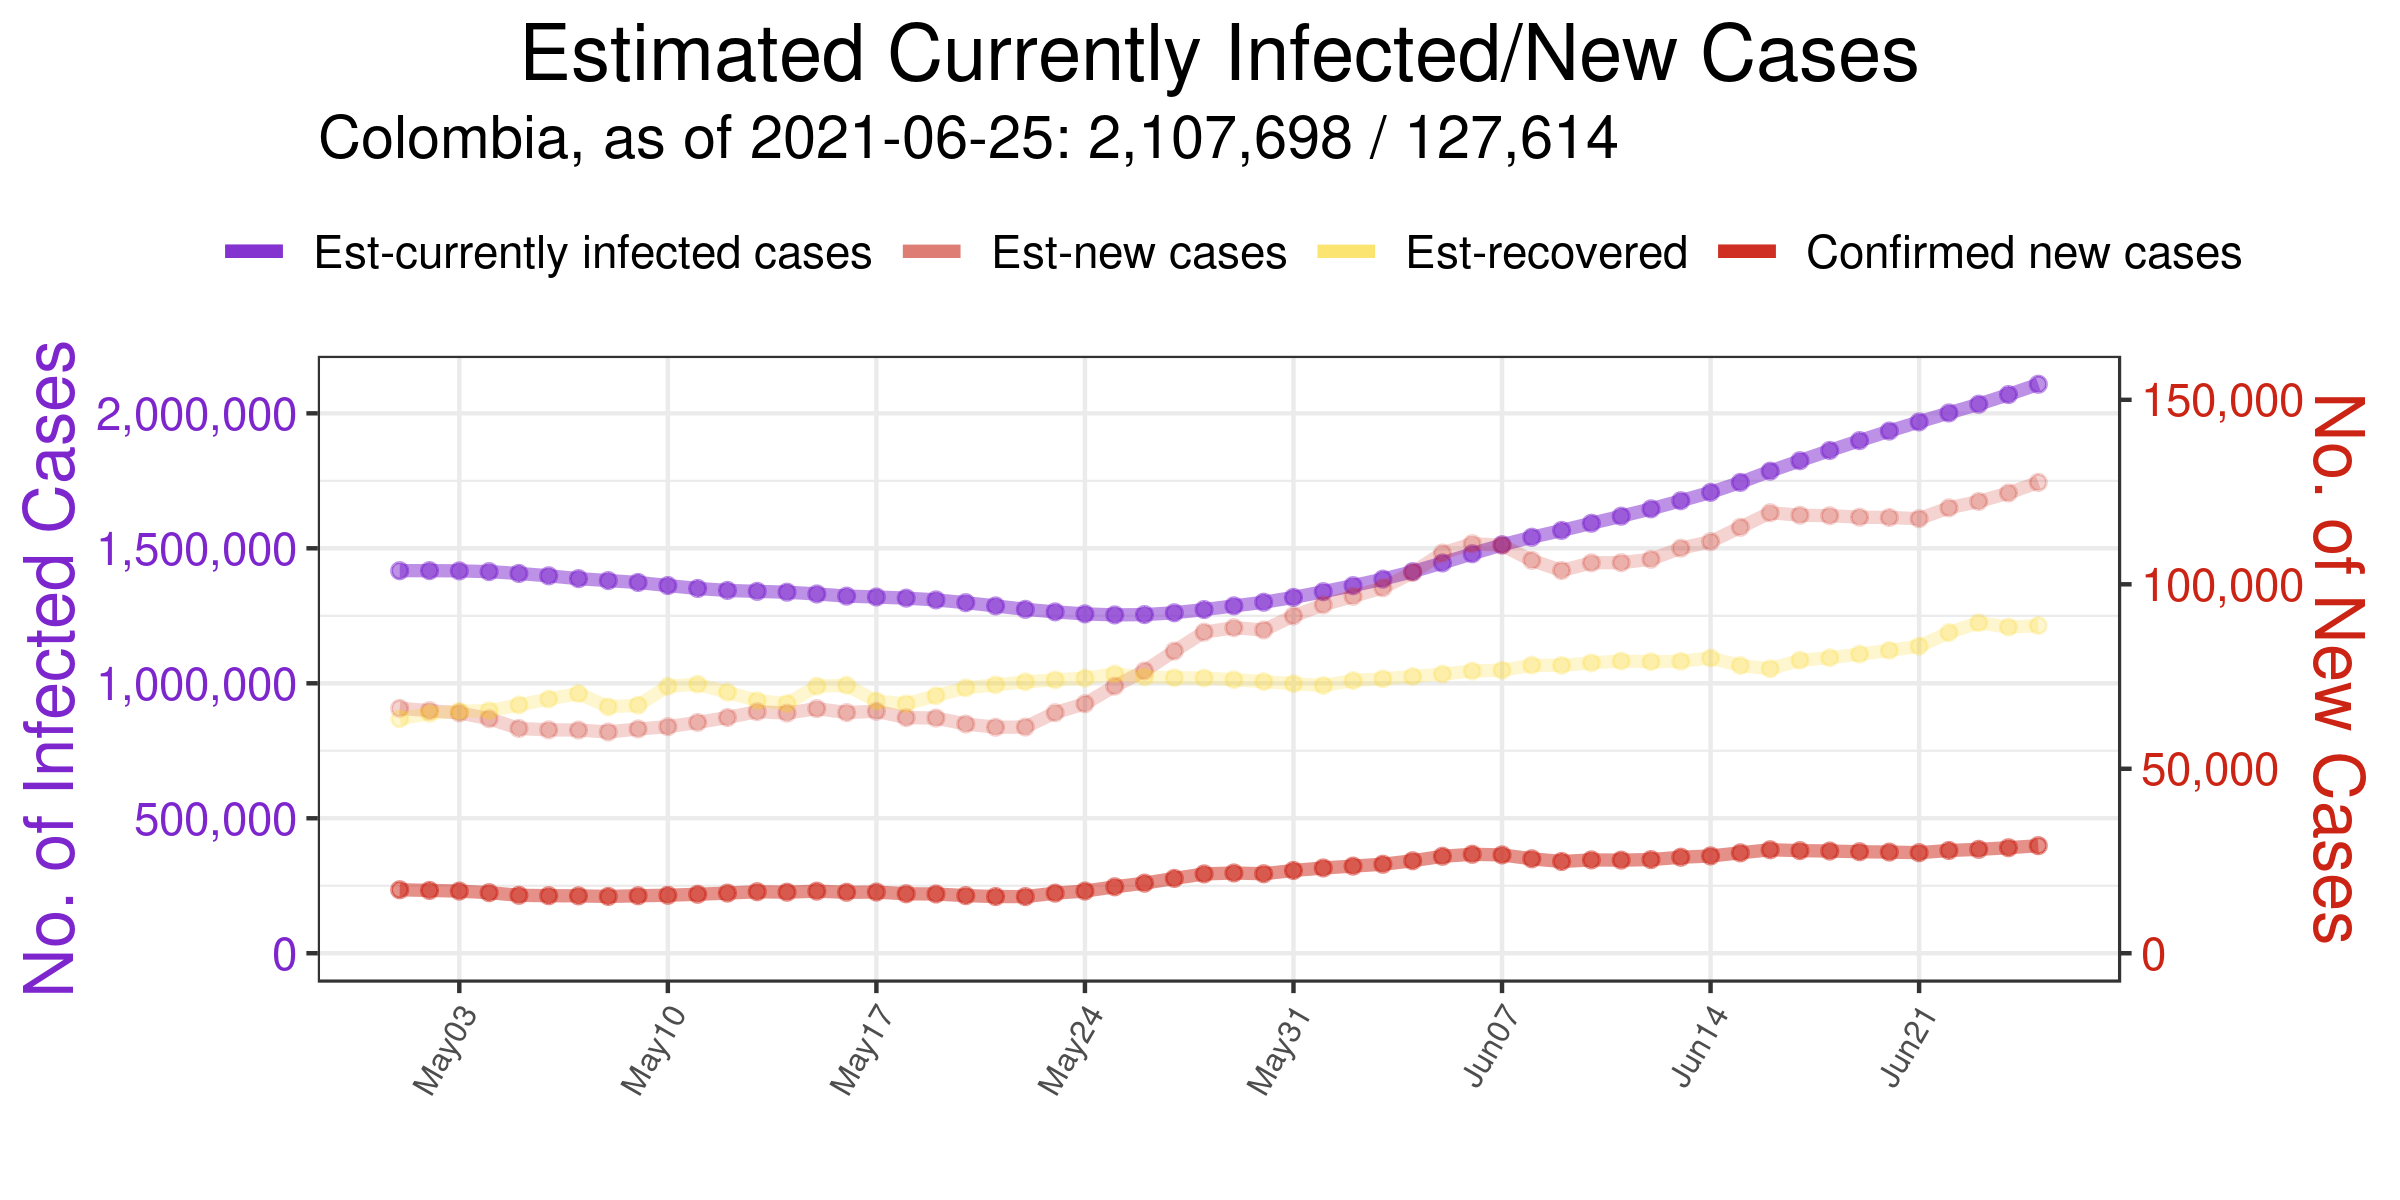 Estimated Currently Infected/New Cases
Colombia, as of 2021-06-25: 2,107,698 / 127,614
Est-currently infected cases Est-new cases Est-recovered Confirmed new cases
No. of Infected Cases
2,000,000
1,500,000
1,000,000
500,000
0
150,000
100,000
50,000
0
No. of New Cases
May03 May10 May17 May24 May31 Jun07 Jun14 Jun21